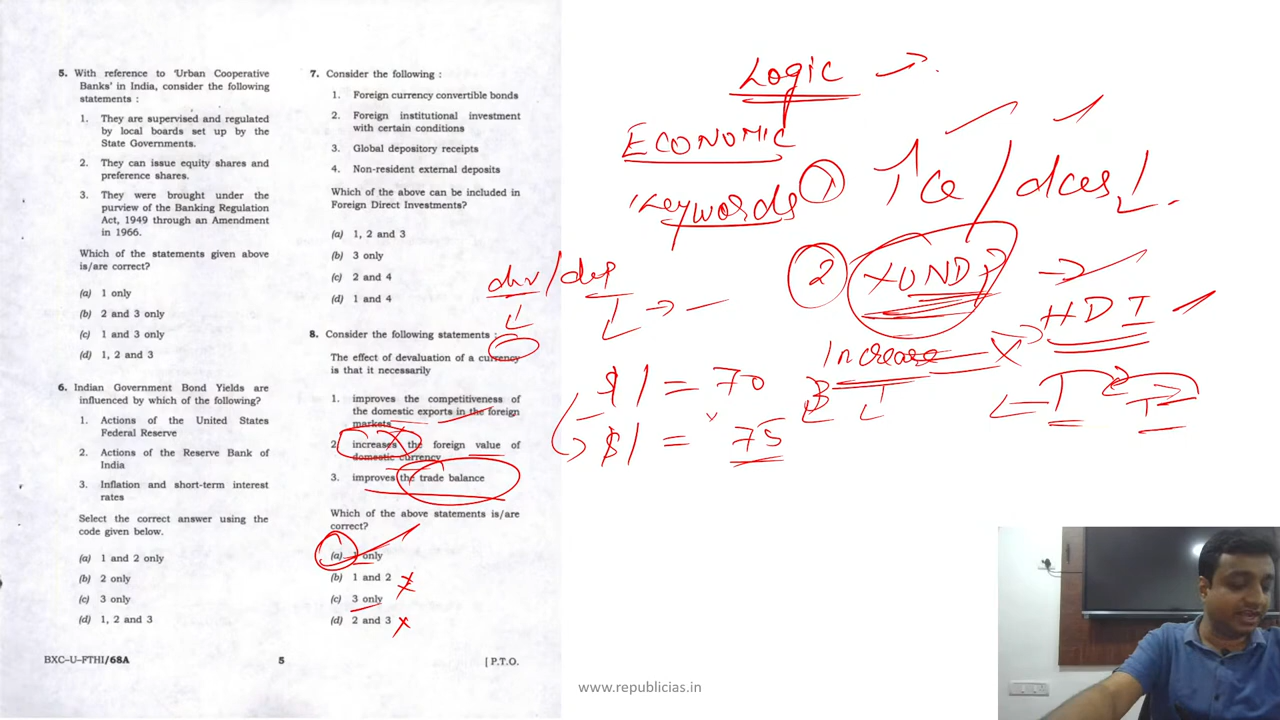 5. With reference to 'Urban Cooperative
Banks' in India, consider the following
statements :
1. They are supervised and regulated
by local boards set up by the
State Governments.
2. They can issue equity shares and
preference shares.
3. They were brought under the
purview of the Banking Regulation
Act, 1949 through an Amendment
in 1966.
Which of the statements given above
is/are correct?
(a) 1 only
(b) 2 and 3 only
(c) 1 and 3 only
(d) 1, 2 and 3
6. Indian Government Bond Yields are
influenced by which of the following?
1. Actions of the United States
Federal Reserve
2. Actions of the Reserve Bank of
India
3. Inflation and short-term interest
rates
Select the correct answer using the
code given below.
(a) 1 and 2 only
(b) 2 only
(c) 3 only
(d) 1, 2 and 3
BXC-U-FTHI/68A
7. Consider the following :
1. Foreign currency convertible bonds
2. Foreign institutional investment
with certain conditions
3. Global depository receipts
4. Non-resident external deposits
Which of the above can be included in
Foreign Direct Investments?
(a) 1, 2 and 3
(b) 3 only
(c) 2 and 4
(d) 1 and 4
8. Consider the following statements :
The effect of devaluation of a currency
is that it necessarily
1. improves the competitiveness of
the domestic exports in the foreign
markets
2. increases the foreign value of
domestic currency
3. improves the trade balance
Which of the above statements is/are
correct?
(a) 1 only
(b) 1 and 2
(c) 3 only
(d) 2 and 3
5
[ P.T.O.
Logic
ECONOMIC
Keywords
1
2
UNDP
HDI
Increase
$1 = 70
$1 = 75
www.republicias.in